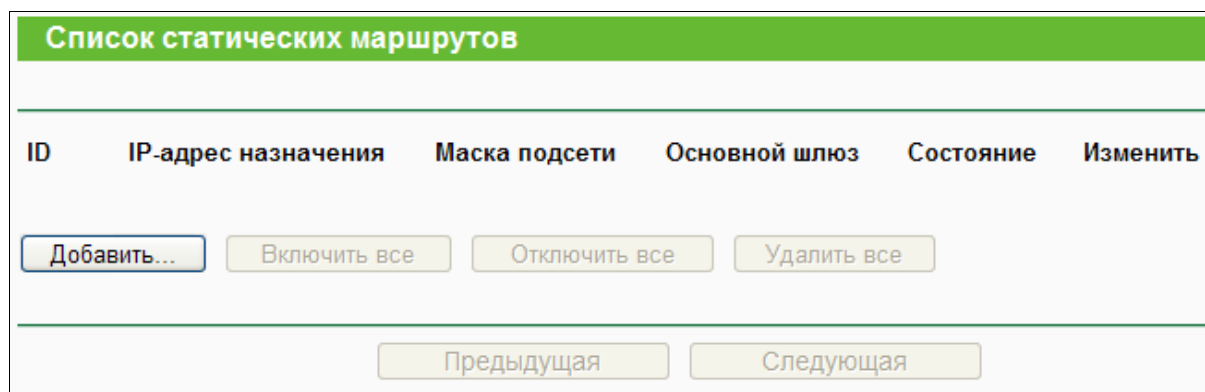 Список статических маршрутов
ID IP-адрес назначения Маска подсети Основной шлюз Состояние Изменить
Добавить... Включить все Отключить все Удалить все
Предыдущая Следующая